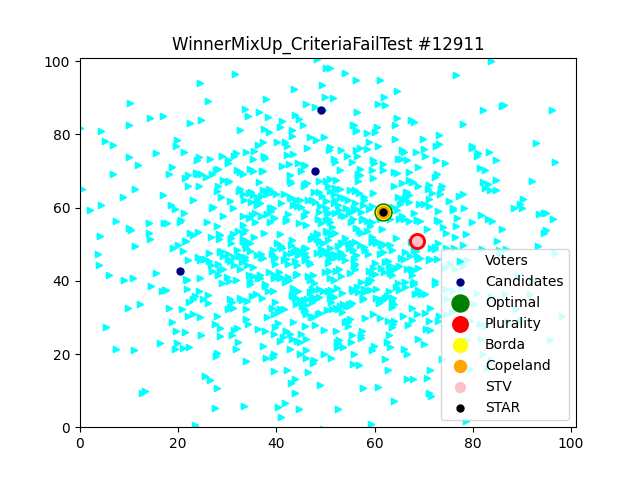 WinnerMixUp_CriteriaFailTest #12911
100
80
60
40
20
0
0
20
40
60
80
100
Voters
Candidates
Optimal
Plurality
Borda
Copeland
STV
STAR